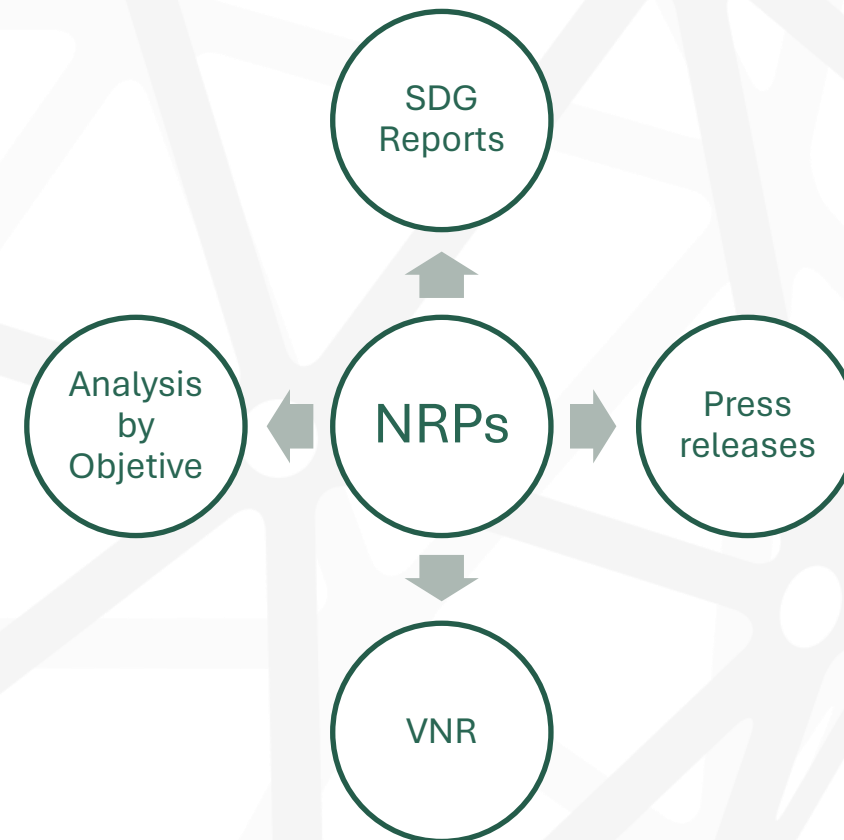 SDG
Reports
Analysis
by
Objetive
NRPs
Press
releases
VNR